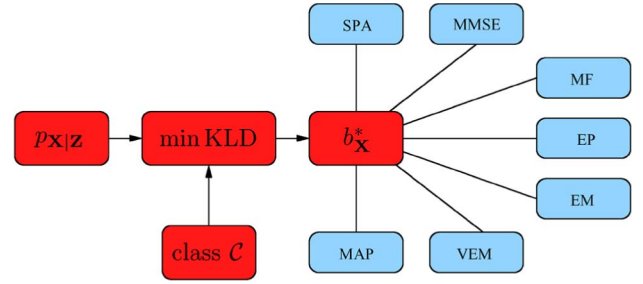 SPA
MMSE
MF
p_{𝐗|𝐙}
min KLD
b^*_𝐗
EP
EM
class 𝒞
MAP
VEM